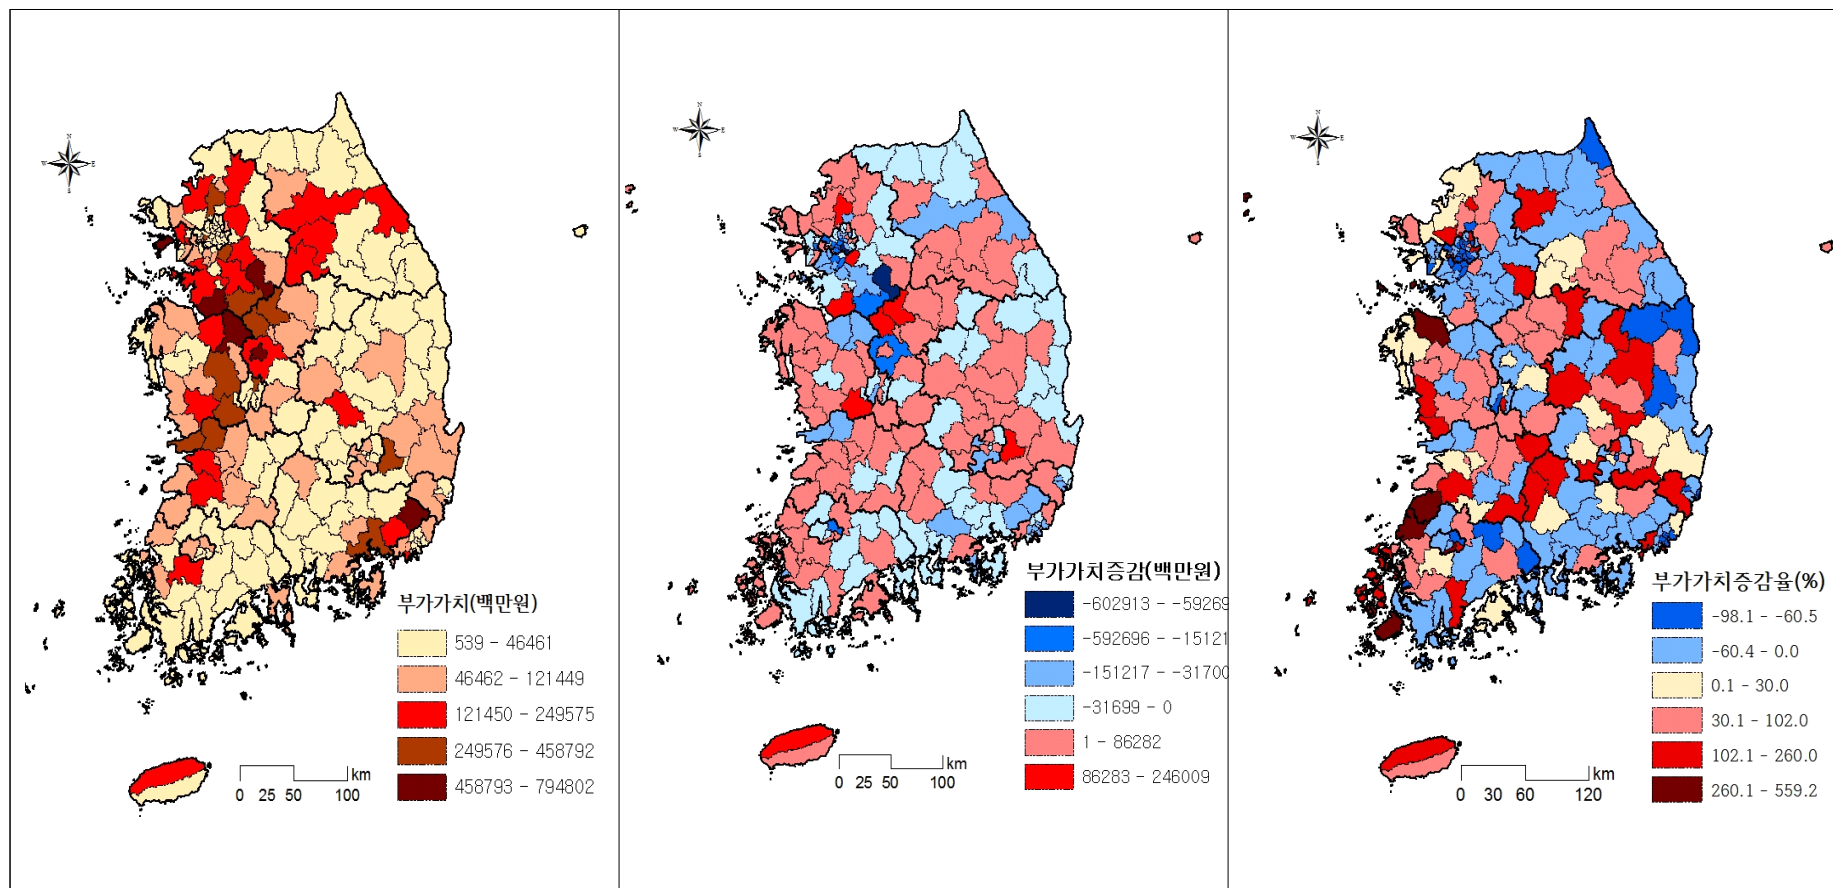 N
W
E
S
부가가치(백만원)
539 - 46461
46462 - 121449
121450 - 249575
249576 - 458792
458793 - 794802
km
0 25 50 100
N
W
E
S
부가가치증감(백만원)
-602913 - -59269
-592696 - -15121
-151217 - -31700
-31699 - 0
1 - 86282
86283 - 246009
km
0 25 50 100
N
W
E
S
부가가치증감율(%)
-98.1 - -60.5
-60.4 - 0.0
0.1 - 30.0
30.1 - 102.0
102.1 - 260.0
260.1 - 559.2
km
0 30 60 120